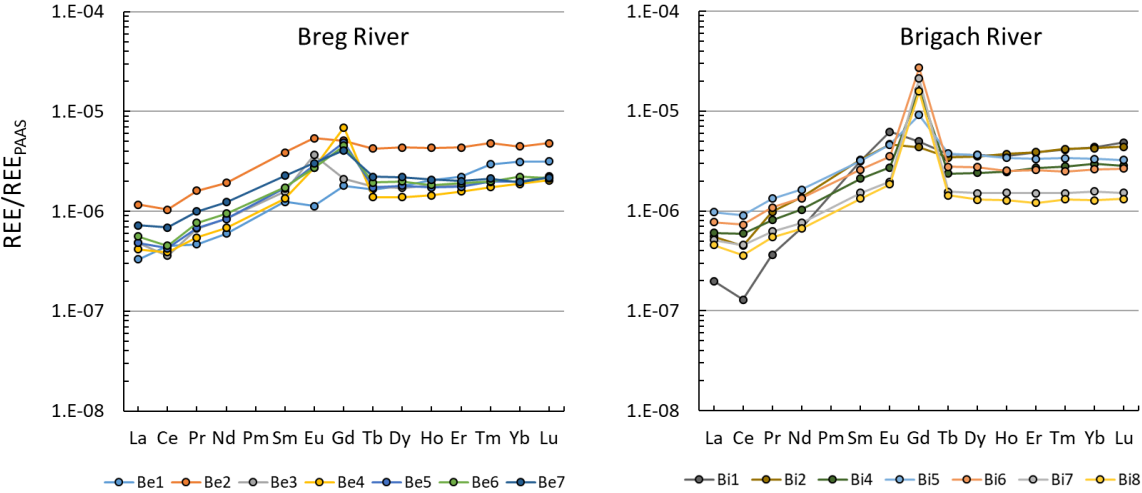 Breg River
REE/REEPAAS
1.E-04
1.E-05
1.E-06
1.E-07
1.E-08
La Ce Pr Nd Pm Sm Eu Gd Tb Dy Ho Er Tm Yb Lu
Be1 Be2 Be3 Be4 Be5 Be6 Be7
Brigach River
1.E-04
1.E-05
1.E-06
1.E-07
1.E-08
La Ce Pr Nd Pm Sm Eu Gd Tb Dy Ho Er Tm Yb Lu
Bi1 Bi2 Bi4 Bi5 Bi6 Bi7 Bi8